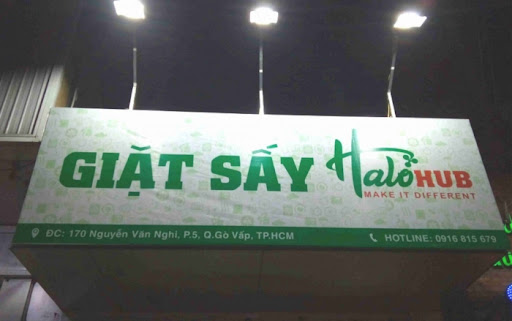 GIẶT SẤY Halo HUB
MAKE IT DIFFERENT
ĐC: 170 Nguyễn Văn Nghi, P.5, Q.Gò Vấp, TP.HCM
HOTLINE: 0916 815 679